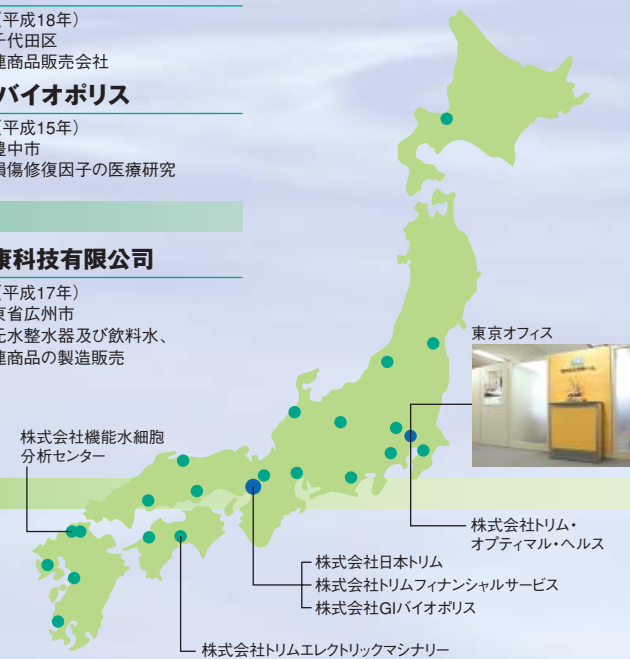 (平成18年)
千代田区
連商品販売会社
バイオポリス
(平成15年)
豊中市
損傷修復因子の医療研究
康科技有限公司
(平成17年)
東省広州市
元水整水器及び飲料水、
連商品の製造販売
東京オフィス
株式会社機能水細胞
分析センター
株式会社トリム・
オプティマル・ヘルス
株式会社日本トリム
株式会社トリムフィナンシャルサービス
株式会社GIバイオポリス
株式会社トリムエレクトリックマシナリー